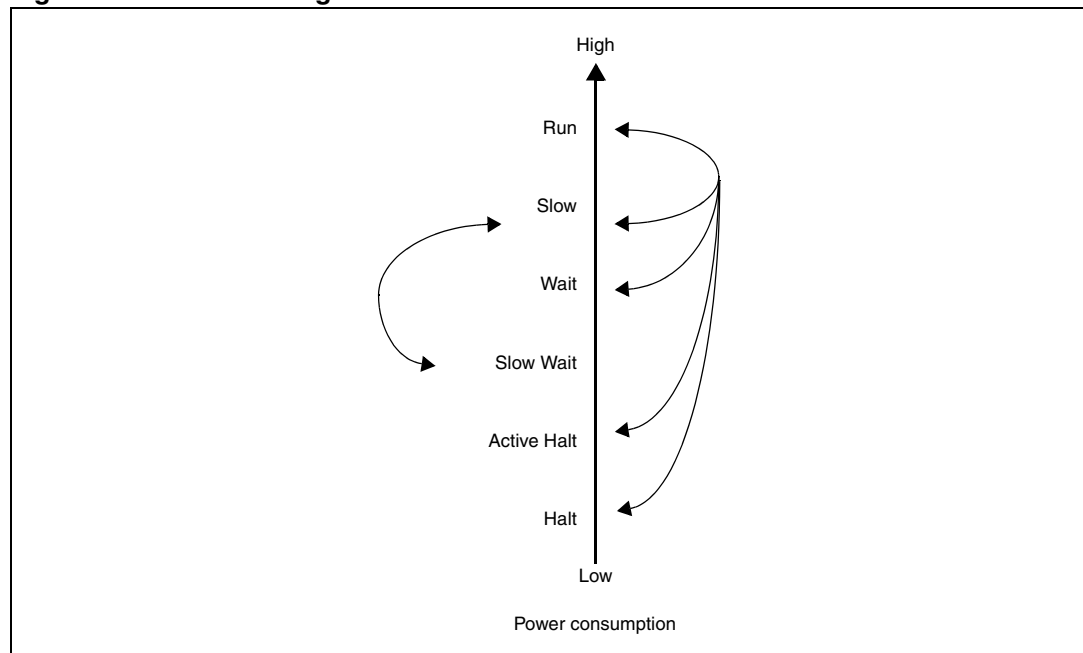 High
Run
Slow
Wait
Slow Wait
Active Halt
Halt
Low
Power consumption